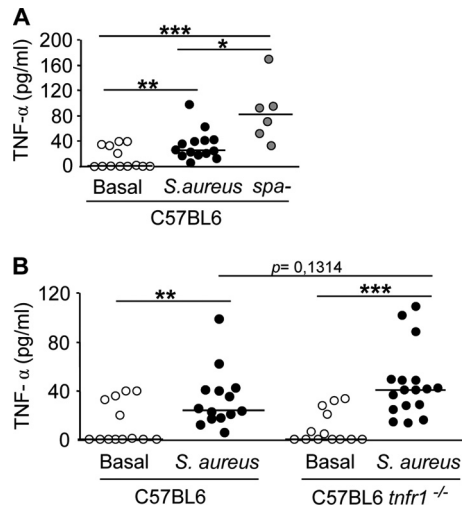 A
***
*
**
TNF-α (pg/ml)
200
160
120
80
40
0
Basal S.aureus spa-
C57BL6
B
p= 0,1314
** ***
TNF- α (pg/ml)
120
80
40
0
Basal S. aureus Basal S. aureus
C57BL6 C57BL6 tnfr1 -/-